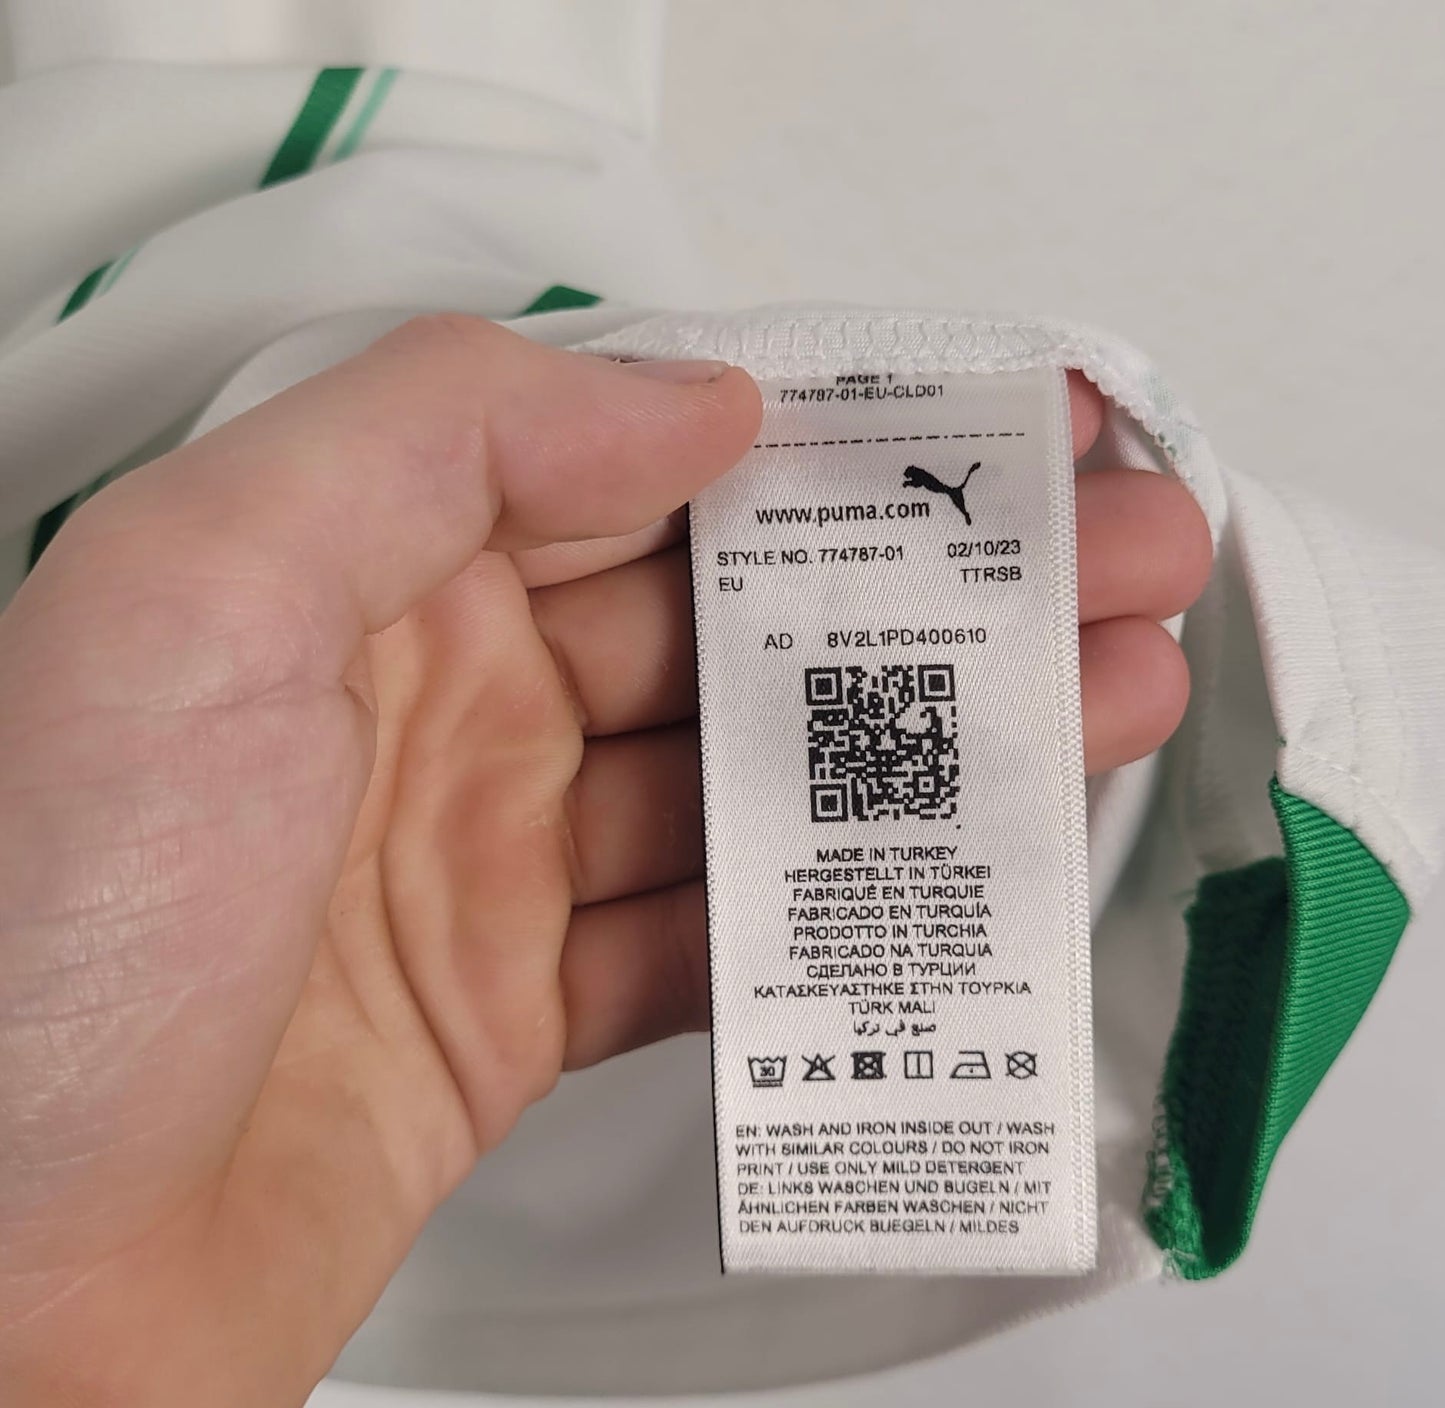 PAGE 1
774787-01-EU-CLD01
www.puma.com
STYLE NO. 774787-01 02/10/23
EU TTRSB
AD 8V2L1PD400610
MADE IN TURKEY
HERGESTELLT IN TÜRKEI
FABRIQUÉ EN TURQUIE
FABRICADO EN TURQUÍA
PRODOTTO IN TURCHIA
FABRICADO NA TURQUIA
СДЕЛАНО В ТУРЦИИ
ΚΑΤΑΣΚΕΥΑΣΤΗΚΕ ΣΤΗΝ ΤΟΥΡΚΙΑ
TÜRK MALI
صنع في تركيا
30
EN: WASH AND IRON INSIDE OUT / WASH
WITH SIMILAR COLOURS / DO NOT IRON
PRINT / USE ONLY MILD DETERGENT
DE: LINKS WASCHEN UND BÜGELN / MIT
ÄHNLICHEN FARBEN WASCHEN / NICHT
DEN AUFDRUCK BUEGELN / MILDES